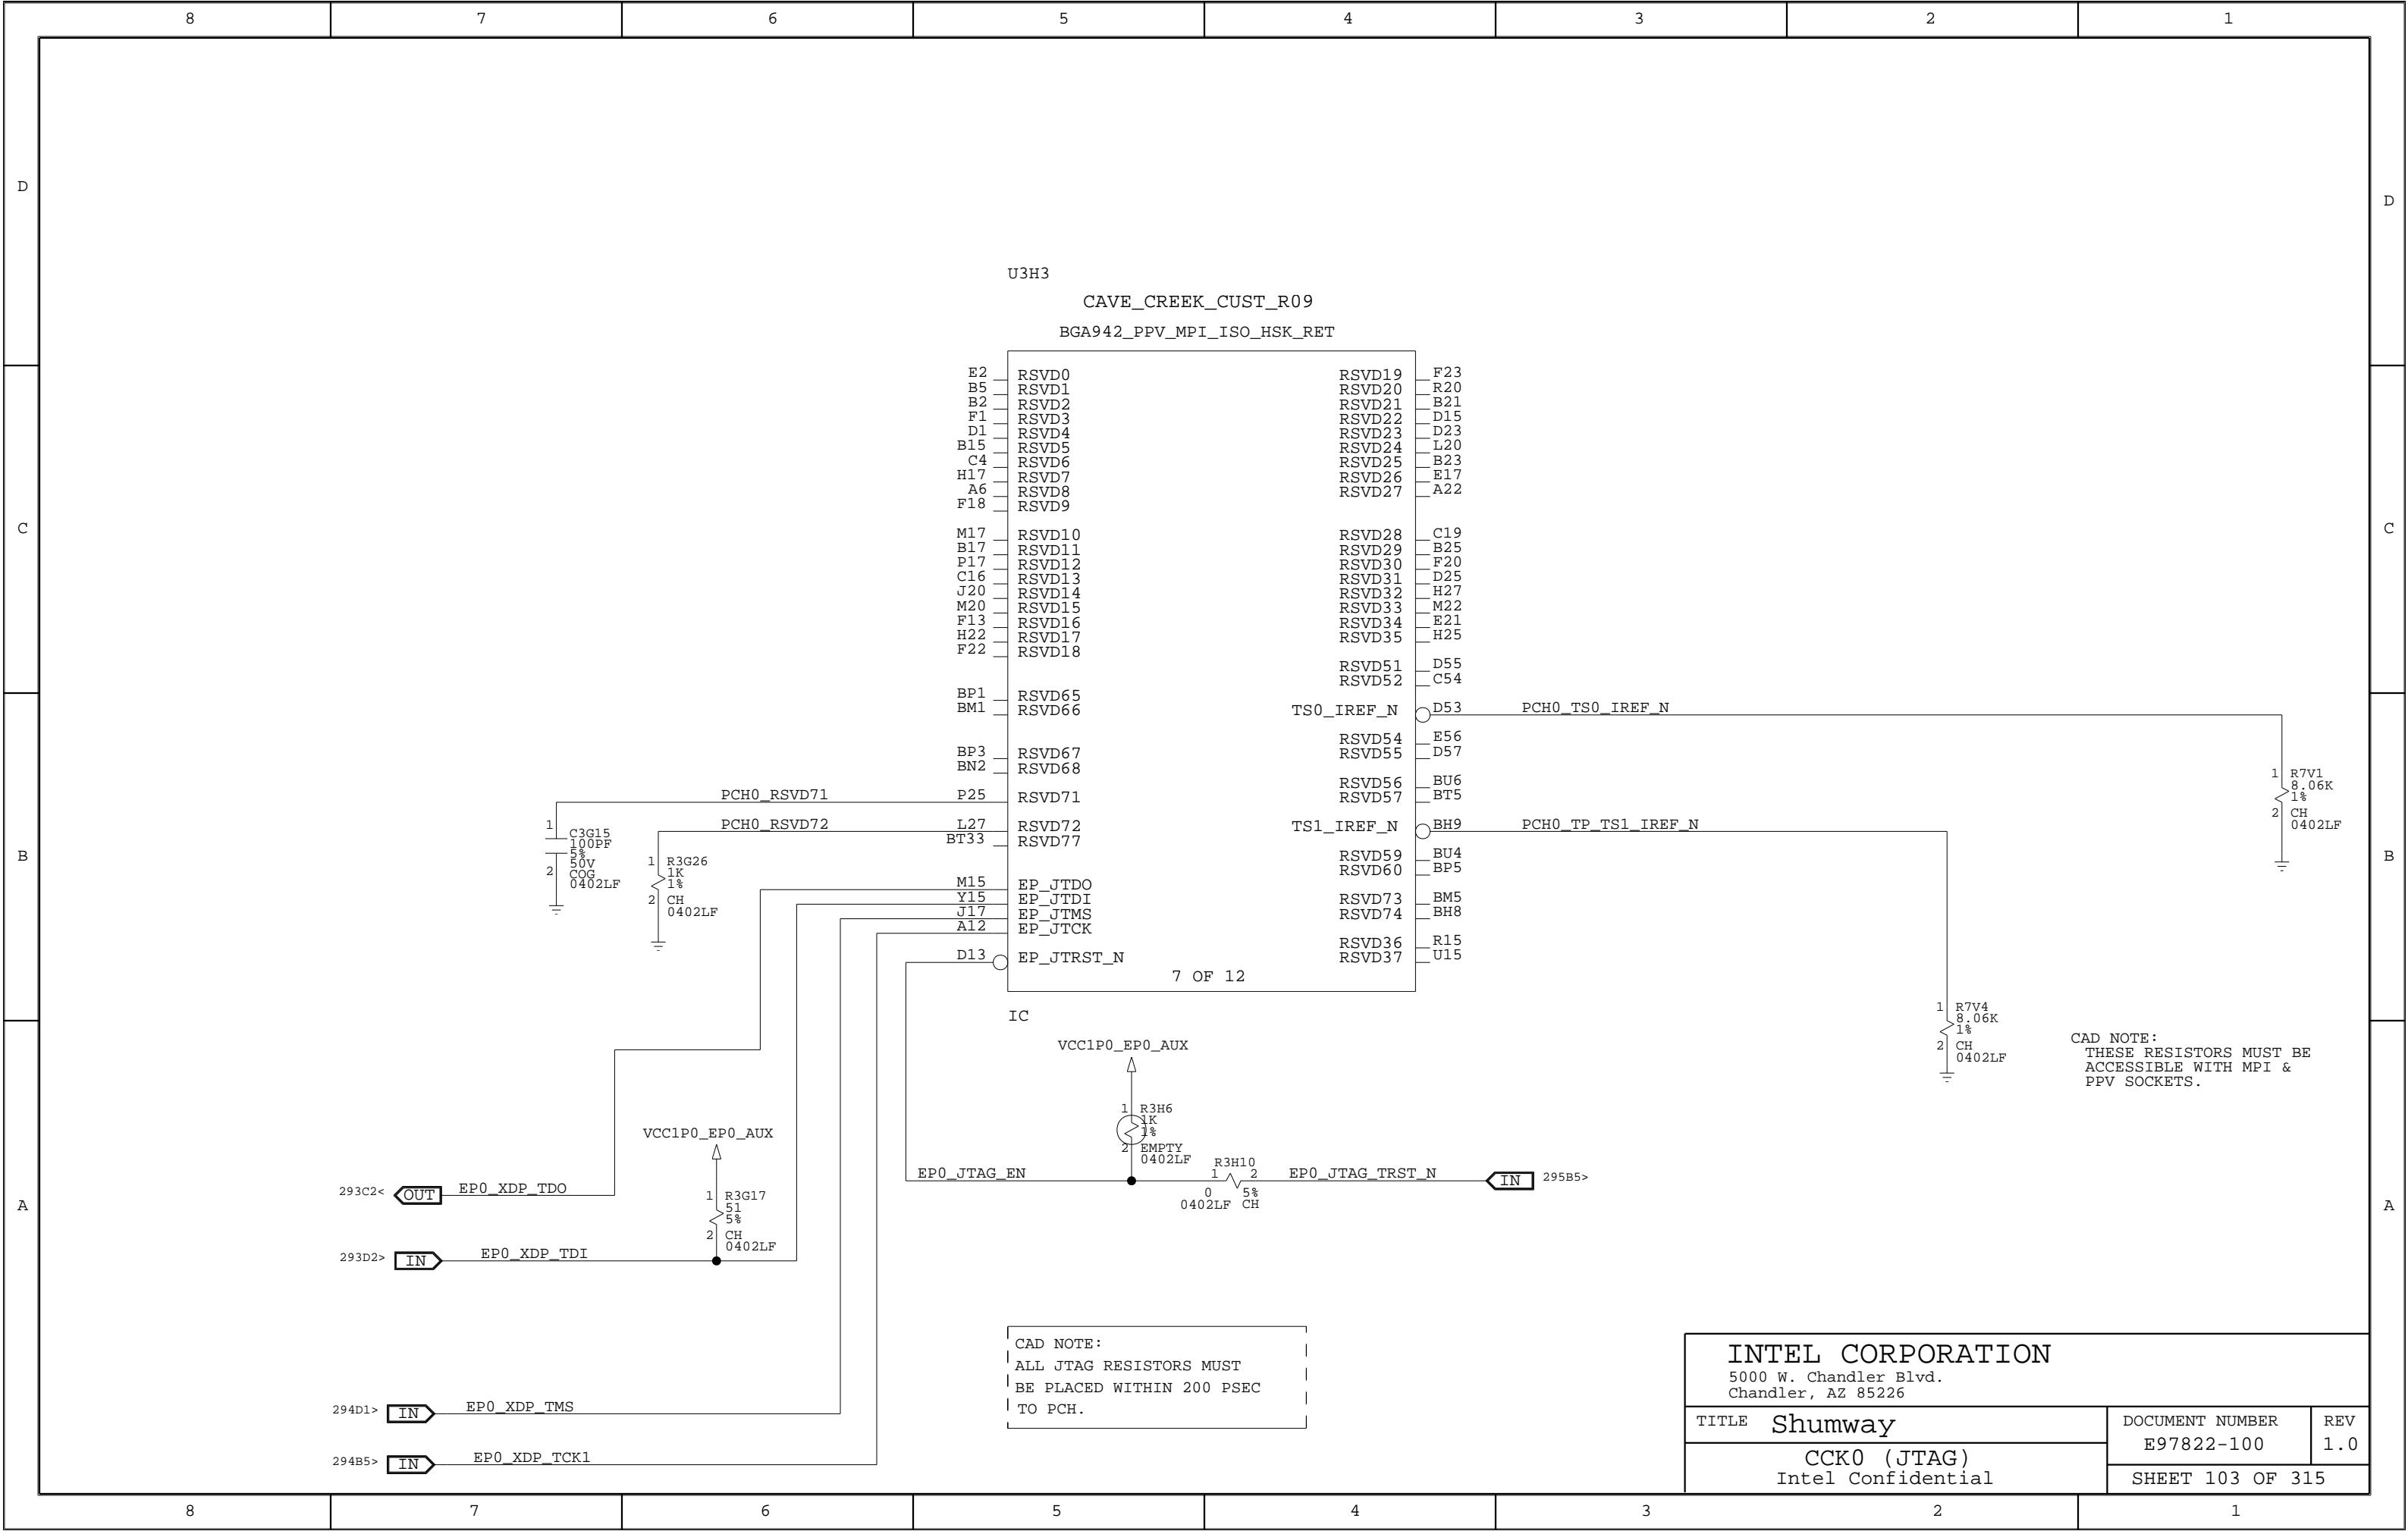 8 7 6 5 4 3 2 1
D D
U3H3
CAVE_CREEK_CUST_R09
BGA942_PPV_MPI_ISO_HSK_RET
E2 RSVD0 RSVD19 F23
B5 RSVD1 RSVD20 R20
B2 RSVD2 RSVD21 B21
F1 RSVD3 RSVD22 D15
D1 RSVD4 RSVD23 D23
B15 RSVD5 RSVD24 L20
C4 RSVD6 RSVD25 B23
H17 RSVD7 RSVD26 E17
A6 RSVD8 RSVD27 A22
F18 RSVD9
C C
M17 RSVD10 RSVD28 C19
B17 RSVD11 RSVD29 B25
P17 RSVD12 RSVD30 F20
C16 RSVD13 RSVD31 D25
J20 RSVD14 RSVD32 H27
M20 RSVD15 RSVD33 M22
F13 RSVD16 RSVD34 E21
H22 RSVD17 RSVD35 H25
F22 RSVD18
RSVD51 D55
RSVD52 C54
BP1 RSVD65
BM1 RSVD66 TS0_IREF_N D53 PCH0_TS0_IREF_N
RSVD54 E56
BP3 RSVD67 RSVD55 D57
BN2 RSVD68
RSVD56 BU6
PCH0_RSVD71 P25 RSVD71 RSVD57 BT5
PCH0_RSVD72 L27 RSVD72 TS1_IREF_N BH9 PCH0_TP_TS1_IREF_N
BT33 RSVD77
RSVD59 BU4
RSVD60 BP5
1 C3G15
100PF
5%
50V
2 COG
0402LF
1 R3G26
1K
1%
2 CH
0402LF
1 R7V1
8.06K
1%
2 CH
0402LF
B B
M15 EP_JTDO
Y15 EP_JTDI RSVD73 BM5
J17 EP_JTMS RSVD74 BH8
A12 EP_JTCK
RSVD36 R15
D13 EP_JTRST_N RSVD37 U15
7 OF 12
IC
1 R7V4
8.06K
1%
2 CH
0402LF
CAD NOTE:
THESE RESISTORS MUST BE
ACCESSIBLE WITH MPI &
PPV SOCKETS.
VCC1P0_EP0_AUX
1 R3H6
1K
1%
2 EMPTY
0402LF
VCC1P0_EP0_AUX
EP0_JTAG_EN
R3H10
1 2
0 5%
0402LF CH
EP0_JTAG_TRST_N IN 295B5>
293C2< OUT EP0_XDP_TDO
1 R3G17
51
5%
2 CH
0402LF
A A
293D2> IN EP0_XDP_TDI
CAD NOTE:
ALL JTAG RESISTORS MUST
BE PLACED WITHIN 200 PSEC
TO PCH.
294D1> IN EP0_XDP_TMS
294B5> IN EP0_XDP_TCK1
INTEL CORPORATION
5000 W. Chandler Blvd.
Chandler, AZ 85226
TITLE Shumway
DOCUMENT NUMBER REV
E97822-100 1.0
CCK0 (JTAG)
Intel Confidential
SHEET 103 OF 315
8 7 6 5 4 3 2 1